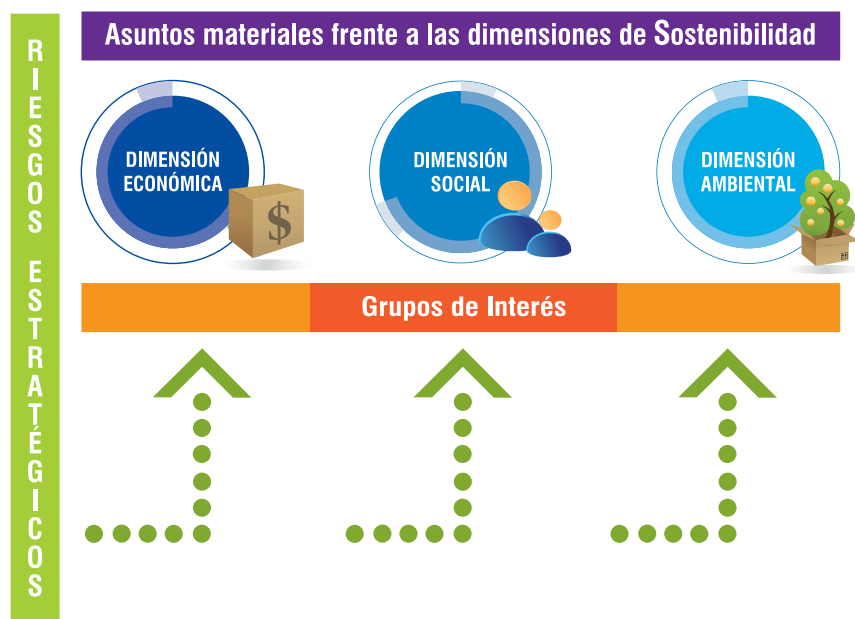 RIESGOS ESTRATÉGICOS
Asuntos materiales frente a las dimensiones de Sostenibilidad
DIMENSIÓN
ECONÓMICA
$
DIMENSIÓN
SOCIAL
DIMENSIÓN
AMBIENTAL
Grupos de Interés